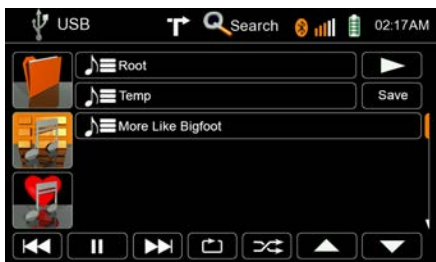 USB Search 02:17AM
Root
Temp Save
More Like Bigfoot